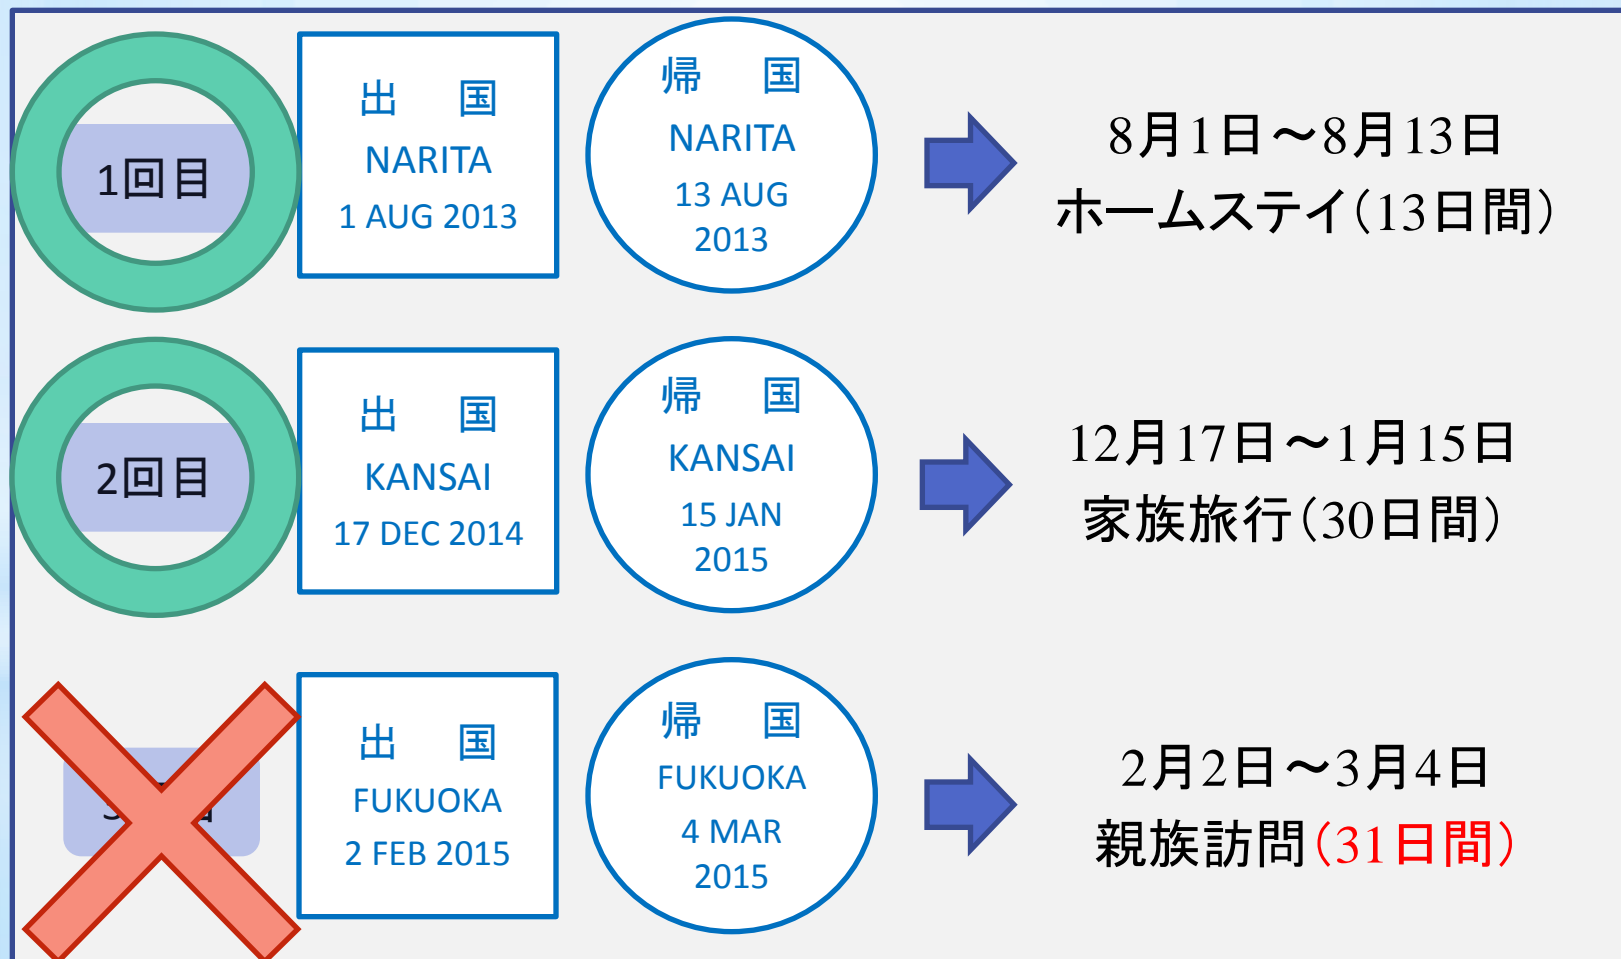 1回目
出 国
NARITA
1 AUG 2013
帰 国
NARITA
13 AUG
2013
8月1日～8月13日
ホームステイ(13日間)
2回目
出 国
KANSAI
17 DEC 2014
帰 国
KANSAI
15 JAN
2015
12月17日～1月15日
家族旅行(30日間)
出 国
FUKUOKA
2 FEB 2015
帰 国
FUKUOKA
4 MAR
2015
2月2日～3月4日
親族訪問(31日間)